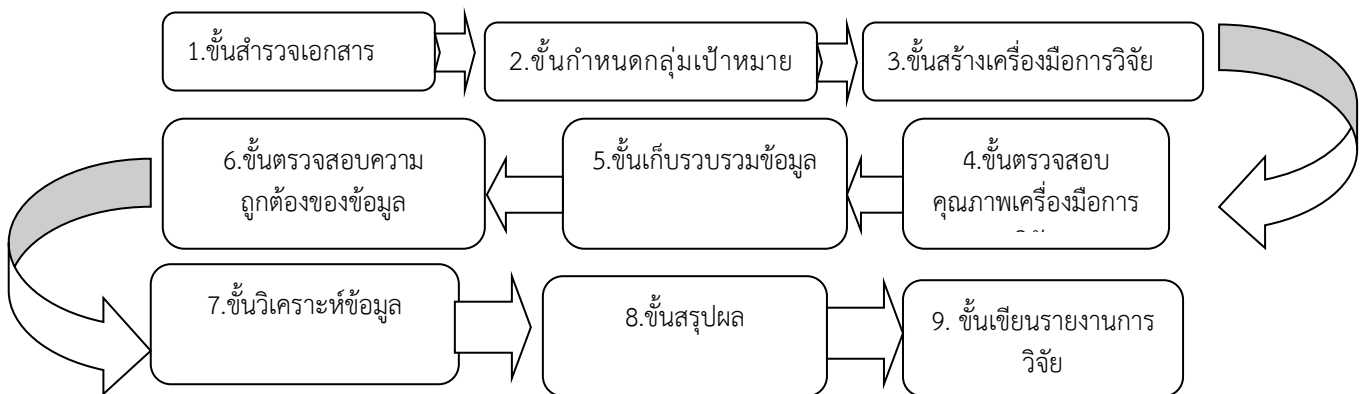 1.ขั้นสำรวจเอกสาร
2.ขั้นกำหนดกลุ่มเป้าหมาย
3.ขั้นสร้างเครื่องมือการวิจัย
4.ขั้นตรวจสอบ
คุณภาพเครื่องมือการ
5.ขั้นเก็บรวบรวมข้อมูล
6.ขั้นตรวจสอบความ
ถูกต้องของข้อมูล
7.ขั้นวิเคราะห์ข้อมูล
8.ขั้นสรุปผล
9. ขั้นเขียนรายงานการ
วิจัย